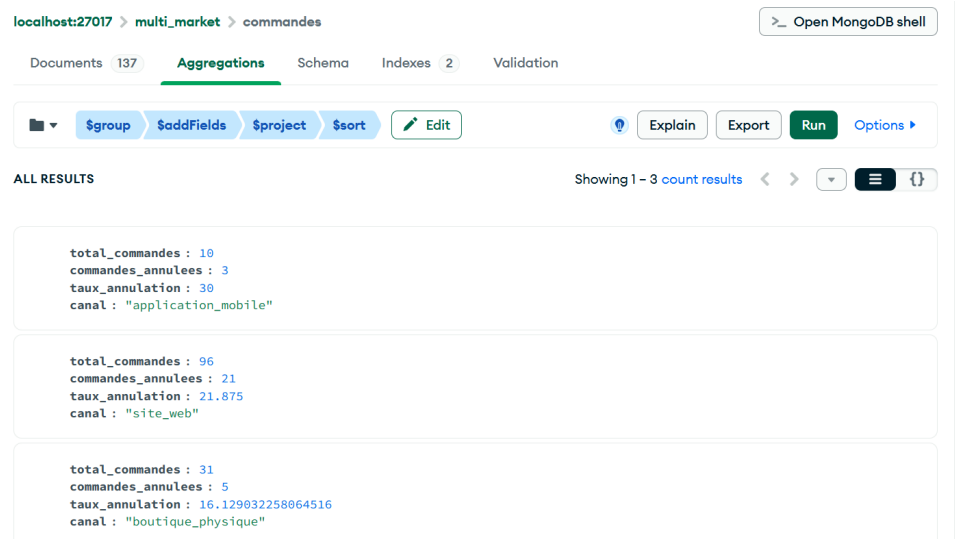 localhost:27017 > multi_market > commandes
>_ Open MongoDB shell
Documents 137 Aggregations Schema Indexes 2 Validation
$group $addFields $project $sort Edit Explain Export Run Options
ALL RESULTS
Showing 1 – 3 count results
{}
total_commandes : 10
commandes_annulees : 3
taux_annulation : 30
canal : "application_mobile"
total_commandes : 96
commandes_annulees : 21
taux_annulation : 21.875
canal : "site_web"
total_commandes : 31
commandes_annulees : 5
taux_annulation : 16.129032258064516
canal : "boutique_physique"